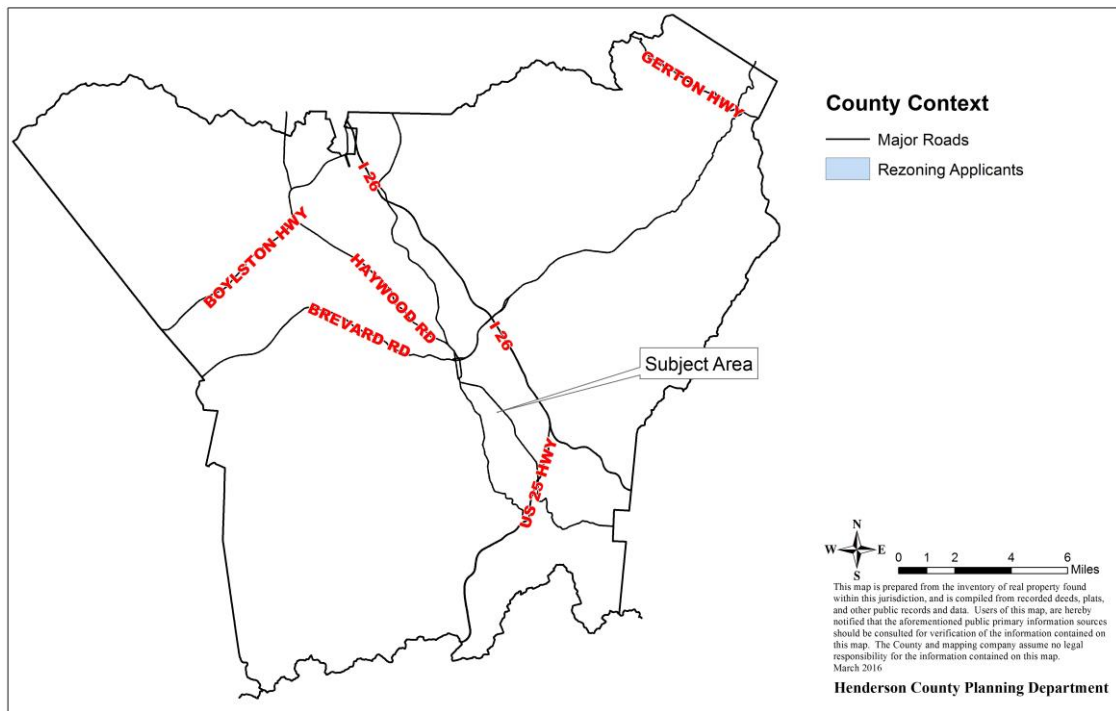 GERTON HWY
County Context
Major Roads
Rezoning Applicants
I 26
BOYLSTON HWY
HAYWOOD RD
BREVARD RD
I 26
Subject Area
US 25 HWY
N
W E
S
0 1 2 4 6
Miles
This map is prepared from the inventory of real property found
within this jurisdiction, and is compiled from recorded deeds, plats,
and other public records and data. Users of this map, are hereby
notified that the aforementioned public primary information sources
should be consulted for verification of the information contained on
this map. The County and mapping company assume no legal
responsibility for the information contained on this map.
March 2016
Henderson County Planning Department